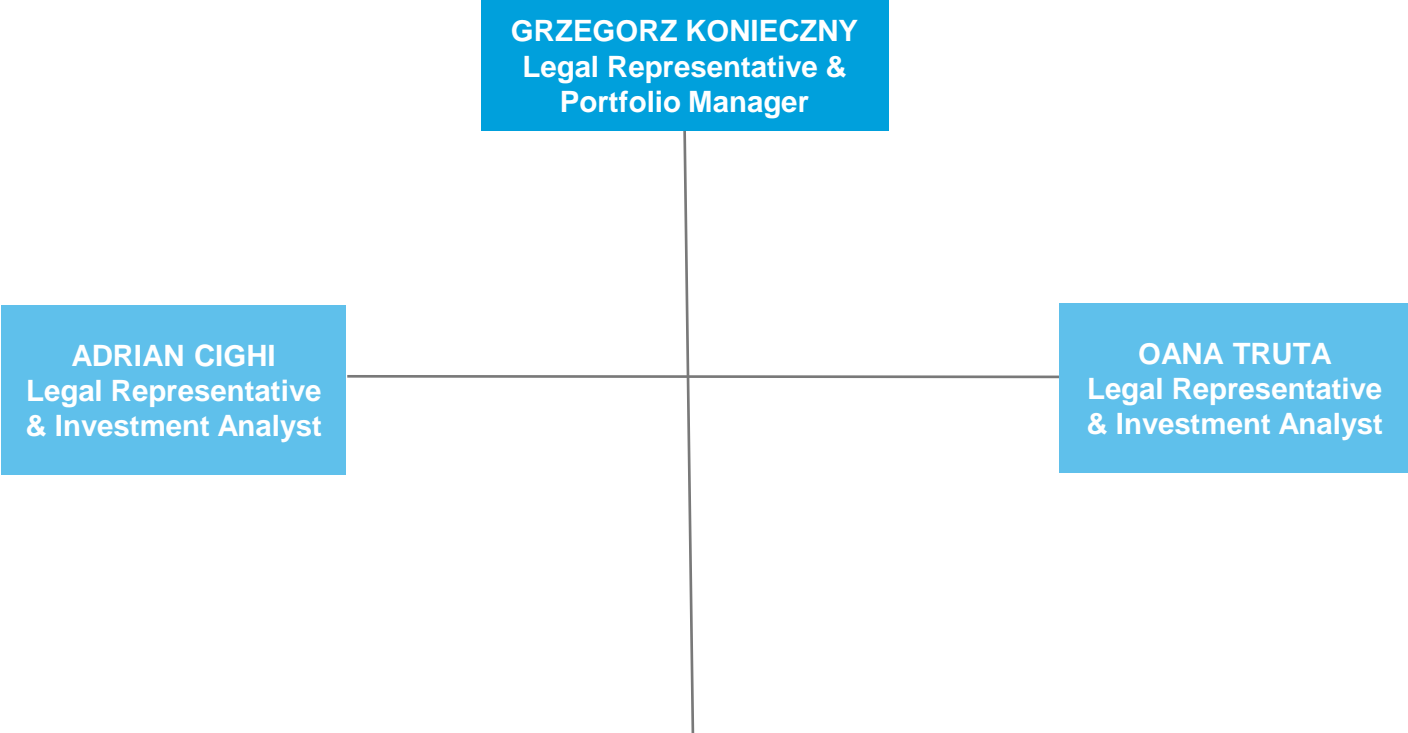 GRZEGORZ KONIECZNY
Legal Representative &
Portfolio Manager
ADRIAN CIGHI
Legal Representative
& Investment Analyst
OANA TRUTA
Legal Representative
& Investment Analyst